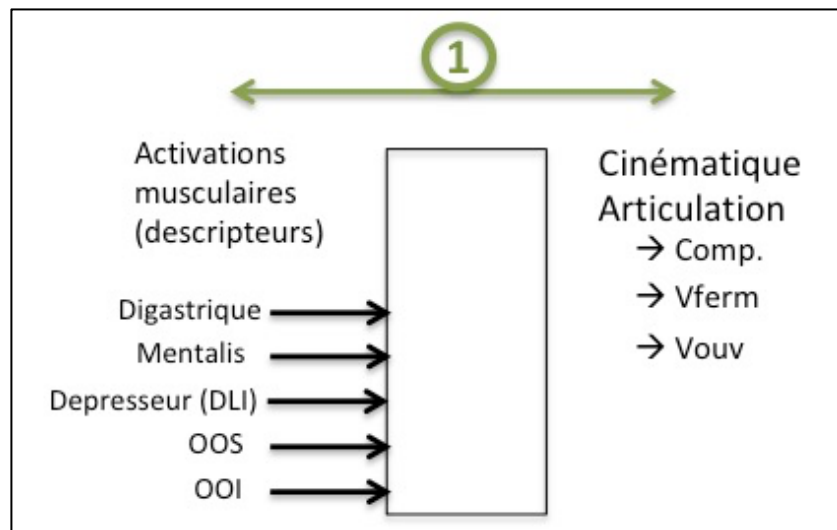 1
Activations
musculaires
(descripteurs)
Digastrique
Mentalis
Depresseur (DLI)
OOS
OOI
Cinématique
Articulation
→ Comp.
→ Vferm
→ Vouv